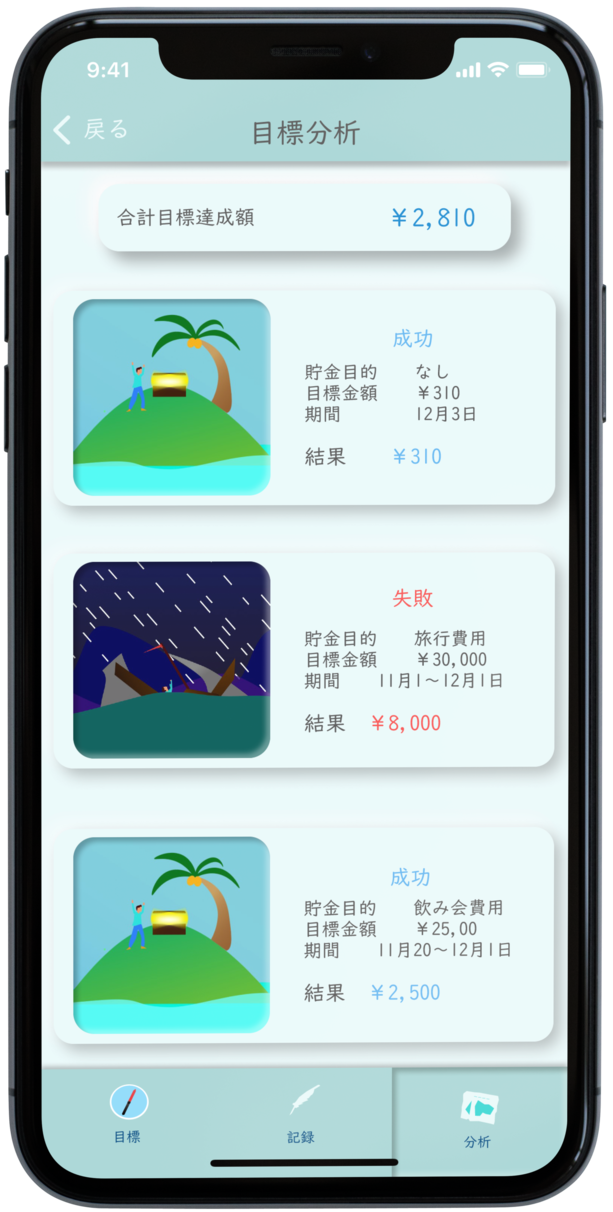 9:41
戻る
目標分析
合計目標達成額 ¥2,810
成功
貯金目的 なし
目標金額 ¥310
期間 12月3日
結果 ¥310
失敗
貯金目的 旅行費用
目標金額 ¥30,000
期間 11月1〜12月1日
結果 ¥8,000
成功
貯金目的 飲み会費用
目標金額 ¥25,00
期間 11月20〜12月1日
結果 ¥2,500
目標 記録 分析